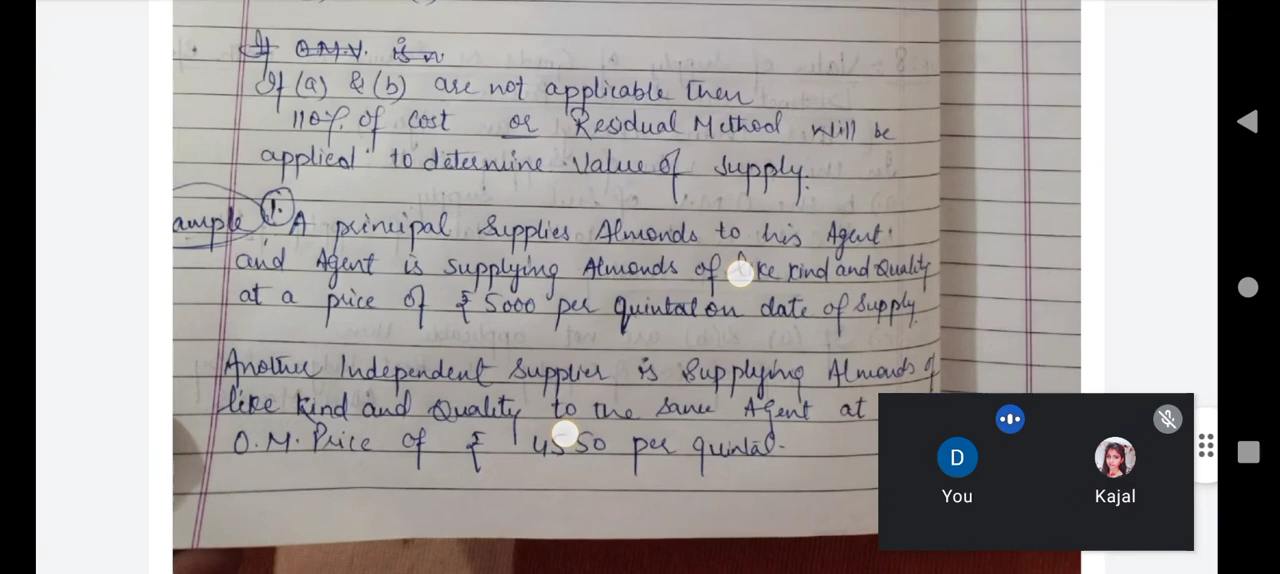 If O.M.V. is n
If (a) & (b) are not applicable then
110% of cost or Residual Method will be
applied to determine Value of Supply.
ample 1. A principal Supplies Almonds to his Agent
and Agent is supplying Almonds of like kind and Quality
at a price of ₹ 5000 per quintal on date of Supply.
Another Independent Supplier is Supplying Almonds of
like kind and Quality to the same Agent at
O.M. Price of ₹ 4550 per quintal.
D
You
Kajal